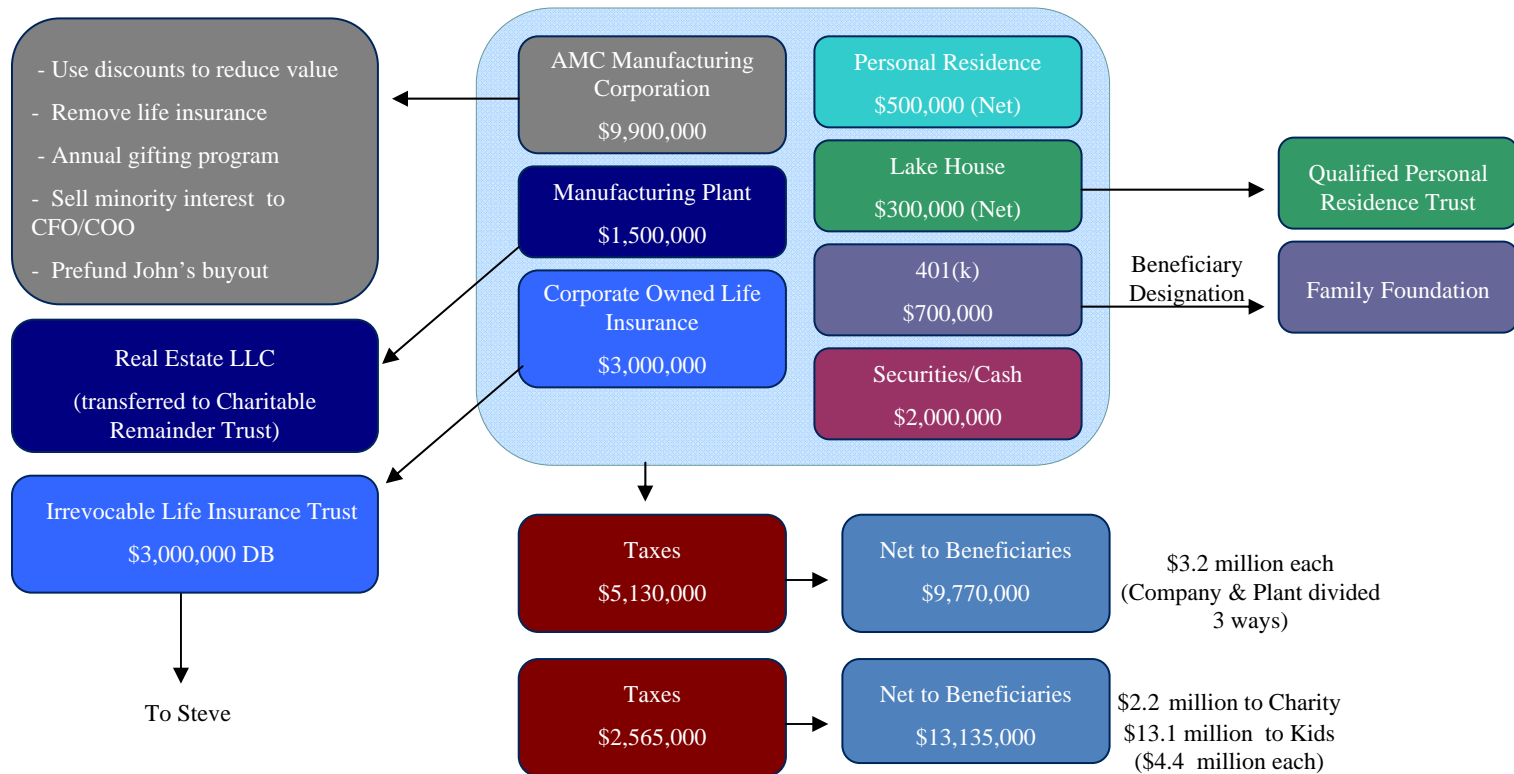 - Use discounts to reduce value
- Remove life insurance
- Annual gifting program
- Sell minority interest to
CFO/COO
- Prefund John’s buyout
Real Estate LLC
(transferred to Charitable
Remainder Trust)
Irrevocable Life Insurance Trust
$3,000,000 DB
To Steve
AMC Manufacturing
Corporation
$9,900,000
Manufacturing Plant
$1,500,000
Corporate Owned Life
Insurance
$3,000,000
Personal Residence
$500,000 (Net)
Lake House
$300,000 (Net)
401(k)
$700,000
Securities/Cash
$2,000,000
Beneficiary
Designation
Qualified Personal
Residence Trust
Family Foundation
Taxes
$5,130,000
Net to Beneficiaries
$9,770,000
$3.2 million each
(Company & Plant divided
3 ways)
Taxes
$2,565,000
Net to Beneficiaries
$13,135,000
$2.2 million to Charity
$13.1 million to Kids
($4.4 million each)